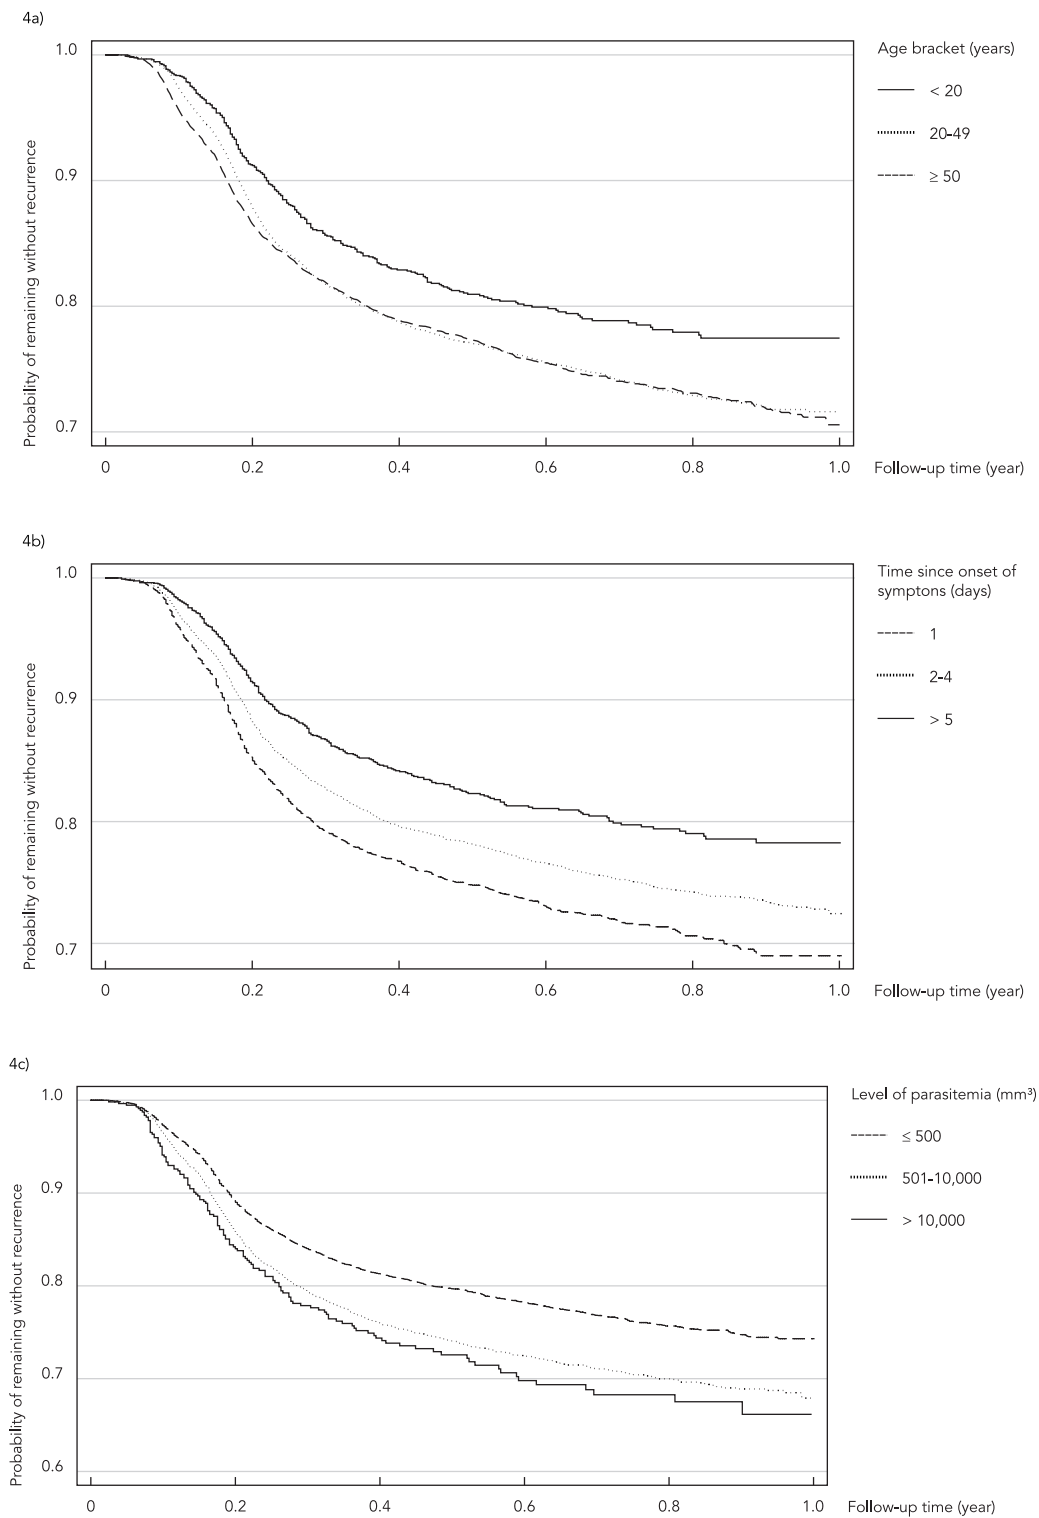 4a)
Probability of remaining without recurrence
1.0
0.9
0.8
0.7
0 0.2 0.4 0.6 0.8 1.0 Follow-up time (year)
Age bracket (years)
< 20
20-49
≥ 50
4b)
Probability of remaining without recurrence
1.0
0.9
0.8
0.7
0 0.2 0.4 0.6 0.8 1.0 Follow-up time (year)
Time since onset of
symptons (days)
1
2-4
> 5
4c)
Probability of remaining without recurrence
1.0
0.9
0.8
0.7
0.6
0 0.2 0.4 0.6 0.8 1.0 Follow-up time (year)
Level of parasitemia (mm³)
≤ 500
501-10,000
> 10,000